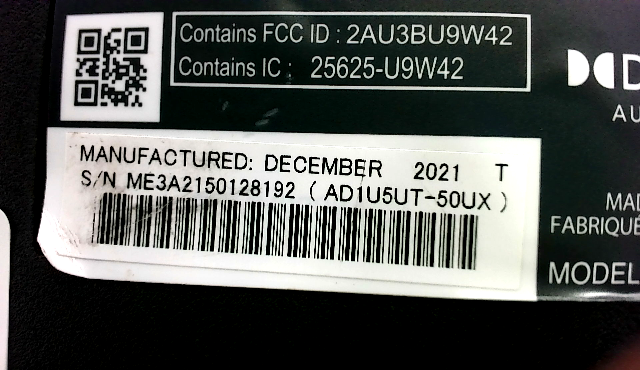 Contains FCC ID : 2AU3BU9W42
Contains IC : 25625-U9W42
MANUFACTURED: DECEMBER 2021 T
S/N ME3A2150128192 ( AD1U5UT-50UX )
AU
MAD
FABRIQUÉ
MODEL